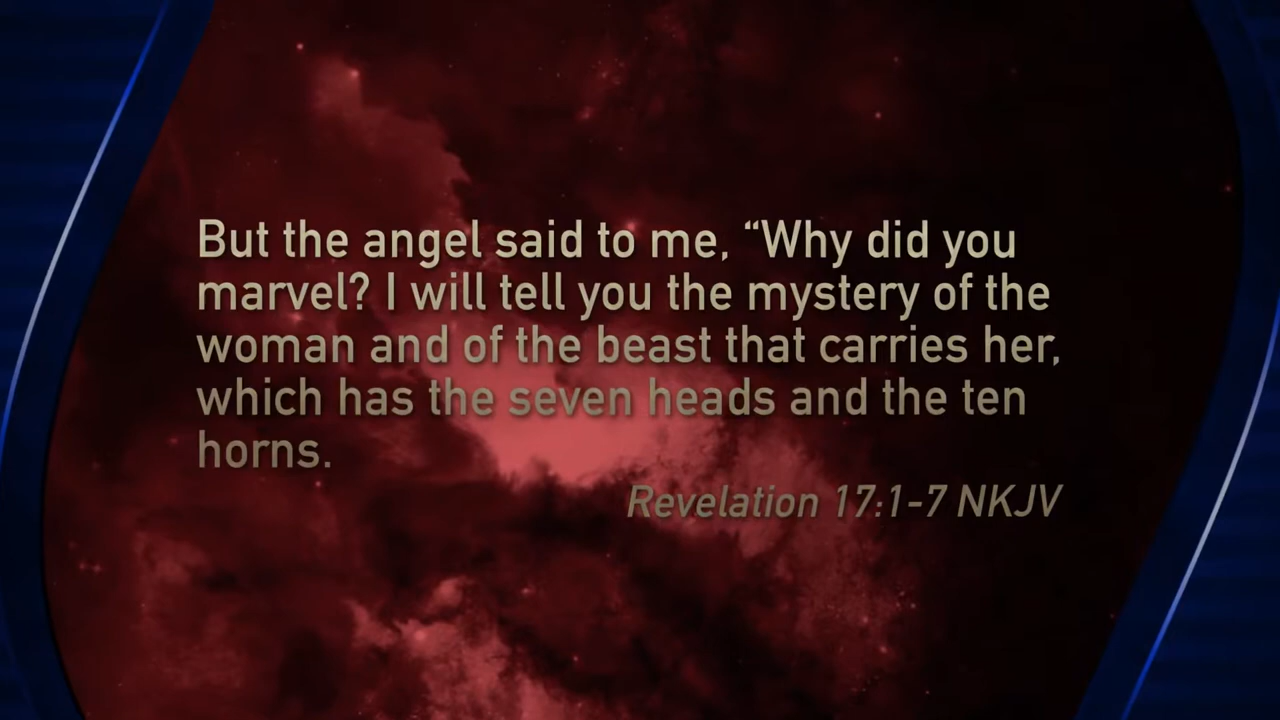 But the angel said to me, “Why did you
marvel? I will tell you the mystery of the
woman and of the beast that carries her,
which has the seven heads and the ten
horns.
Revelation 17:1-7 NKJV